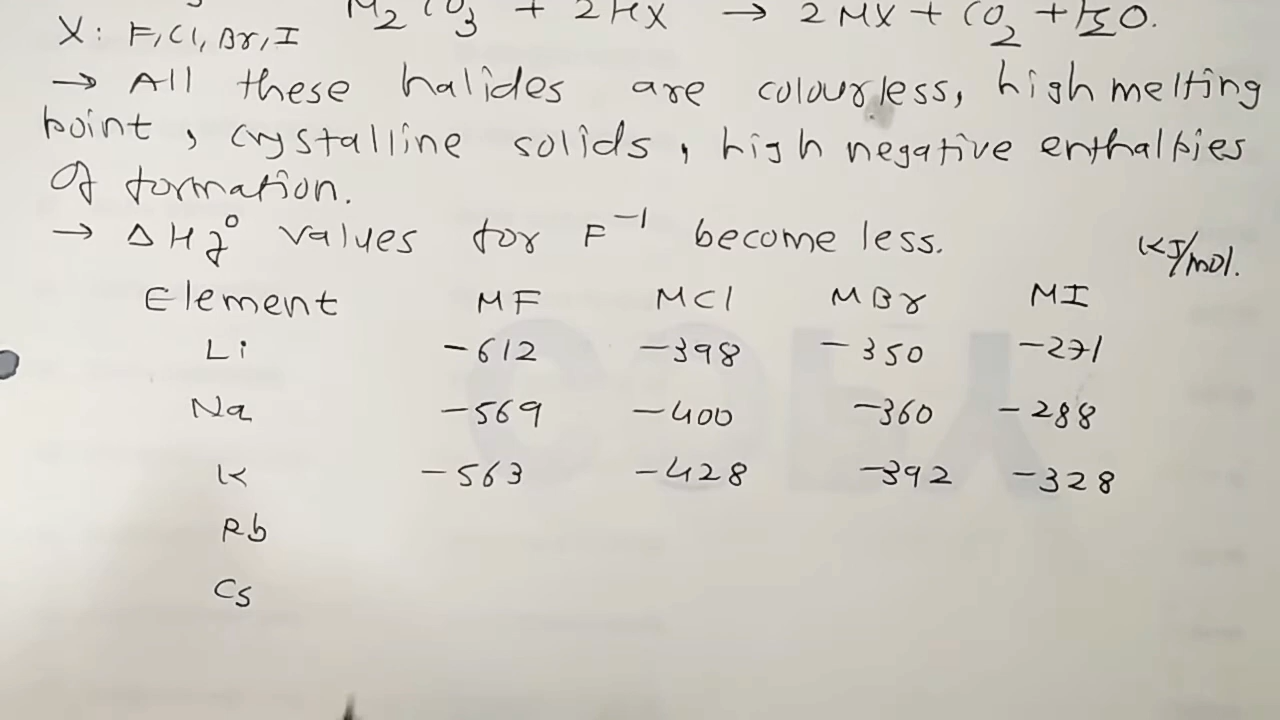 M2CO3 + 2HX → 2MX + CO2 + H2O.
X: F, Cl, Br, I
→ All these halides are colourless, high melting
point, crystalline solids, high negative enthalpies
of formation.
→ ΔHf° values for F⁻¹ become less.
KJ/mol.
Element MF MCl MBr MI
Li -612 -398 -350 -271
Na -569 -400 -360 -288
K -563 -428 -392 -328
Rb
Cs